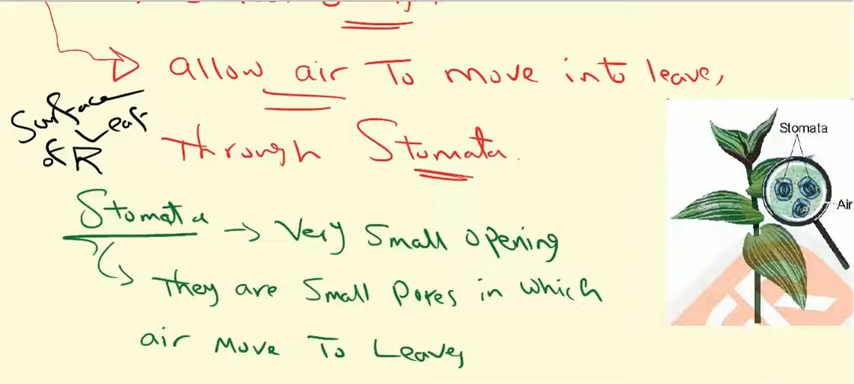 allow air To move into leave,
Through Stomata.
Surface
of Leaf
Stomata → Very Small opening
They are Small Pores in which
air Move To Leaves
Stomata
Air